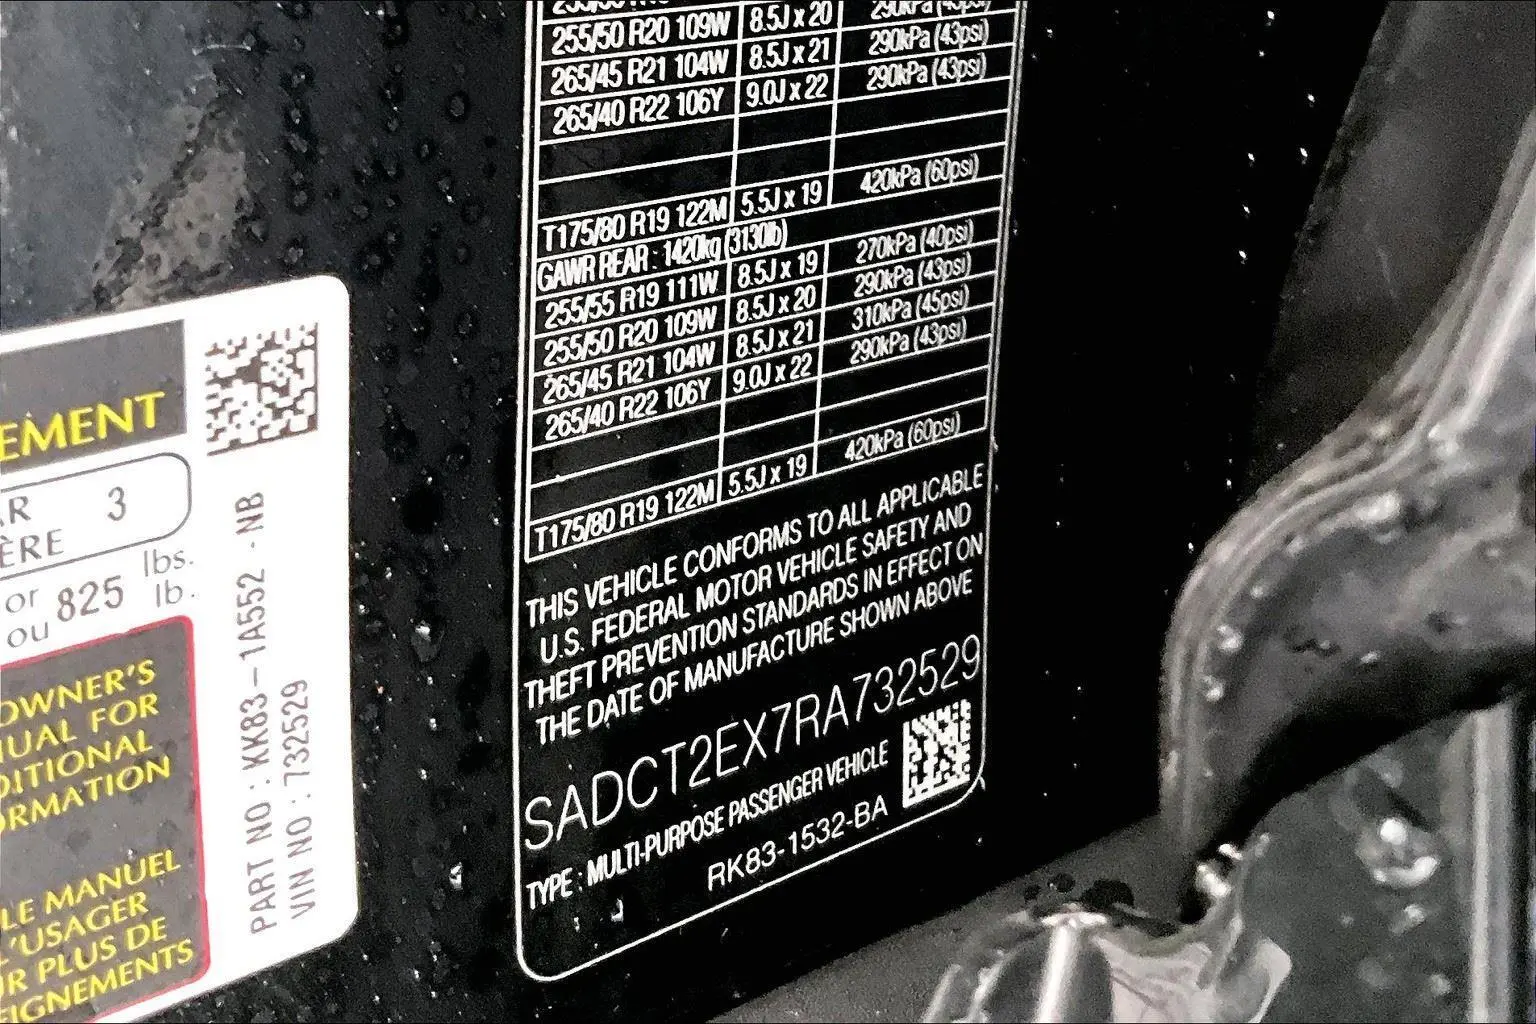 EMENT
AR 3
ÈRE
or 825 lbs.
ou lb.
OWNER'S
NUAL FOR
DITIONAL
ORMATION
LE MANUEL
L'USAGER
UR PLUS DE
EIGNEMENTS
PART NO : KK83-1A552 -NB
VIN NO : 732529
8.5J x 20 290kPa (43psi)
255/50 R20 109W 8.5J x 21 290kPa (43psi)
265/45 R21 104W 9.0J x 22 290kPa (43psi)
265/40 R22 106Y
T175/80 R19 122M 5.5J x 19 420kPa (60psi)
GAWR REAR : 1420kg (3130lb)
255/55 R19 111W 8.5J x 19 270kPa (40psi)
255/50 R20 109W 8.5J x 20 290kPa (43psi)
265/45 R21 104W 8.5J x 21 310kPa (45psi)
265/40 R22 106Y 9.0J x 22 290kPa (43psi)
T175/80 R19 122M 5.5J x 19 420kPa (60psi)
THIS VEHICLE CONFORMS TO ALL APPLICABLE
U.S. FEDERAL MOTOR VEHICLE SAFETY AND
THEFT PREVENTION STANDARDS IN EFFECT ON
THE DATE OF MANUFACTURE SHOWN ABOVE
SADCT2EX7RA732529
TYPE : MULTI-PURPOSE PASSENGER VEHICLE
RK83-1532-BA